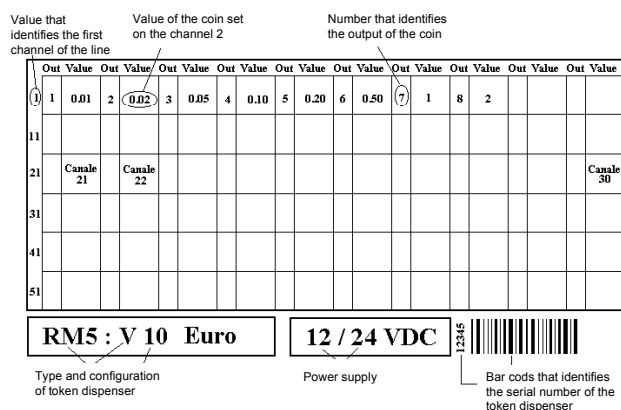 Value that
identifies the first
channel of the line
Value of the coin set
on the channel 2
Number that identifies
the output of the coin
Out Value Out Value Out Value Out Value Out Value Out Value Out Value Out Value Out Value Out Value
1 1 0.01 2 0.02 3 0.05 4 0.10 5 0.20 6 0.50 7 1 8 2
11
21 Canale 21 Canale 22 Canale 30
31
41
51
RM5 : V 10 Euro
12 / 24 VDC
12345
Type and configuration
of token dispenser
Power supply
Bar cods that identifies
the serial number of the
token dispenser